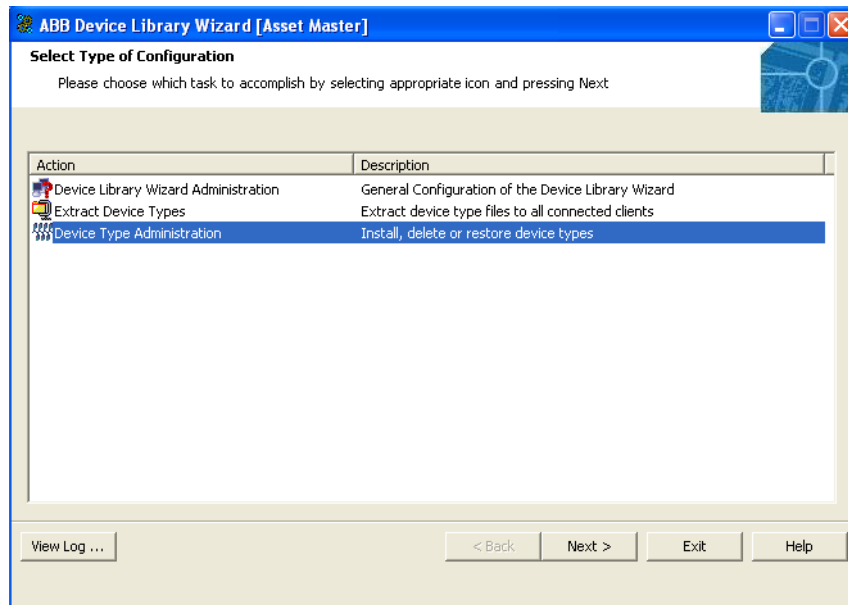 ABB Device Library Wizard [Asset Master]
Select Type of Configuration
Please choose which task to accomplish by selecting appropriate icon and pressing Next
Action Description
Device Library Wizard Administration General Configuration of the Device Library Wizard
Extract Device Types Extract device type files to all connected clients
Device Type Administration Install, delete or restore device types
View Log ... < Back Next > Exit Help